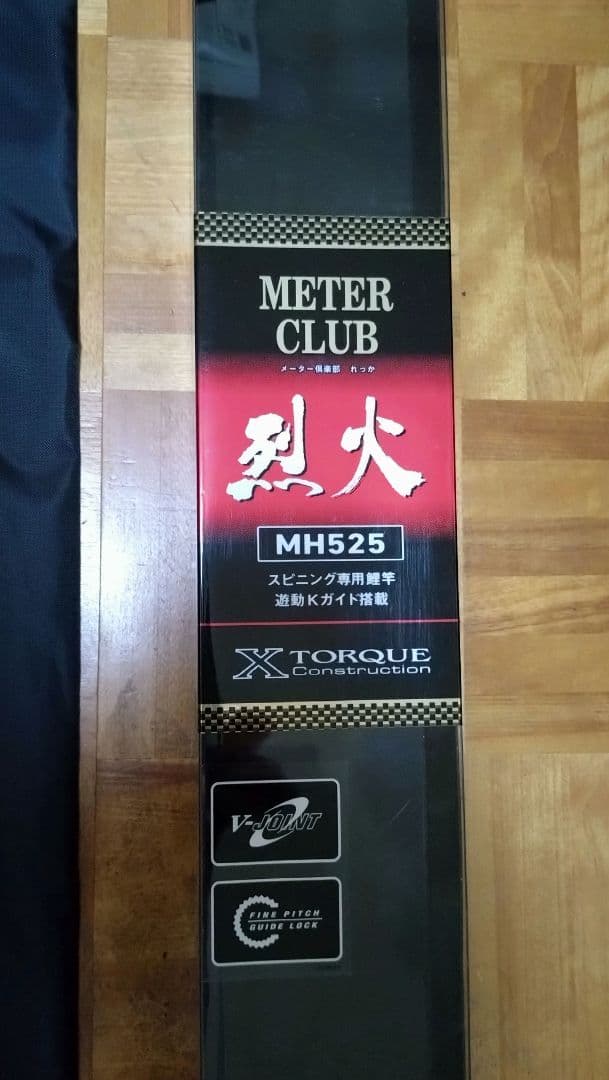 METER
CLUB
メーター倶楽部 れっか
烈火
MH525
スピニング専用鯉竿
遊動Kガイド搭載
X TORQUE
Construction
V-JOINT
FINE PITCH
GUIDE LOCK